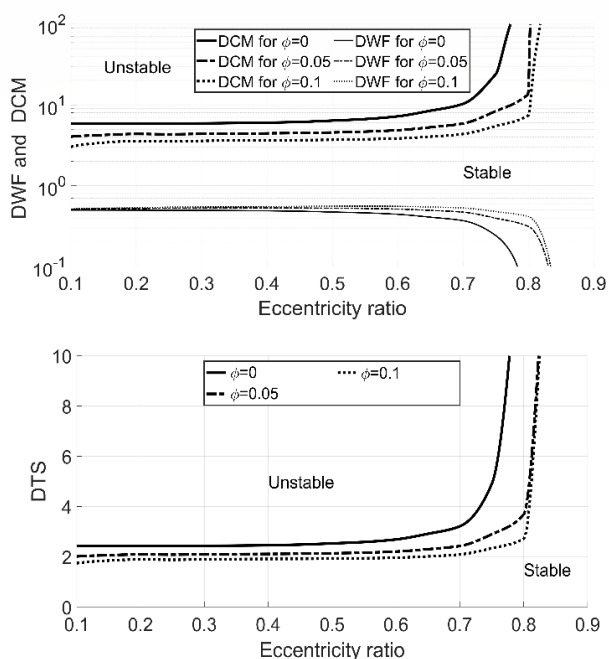 10²
DCM for ϕ=0 DWF for ϕ=0
DCM for ϕ=0.05 DWF for ϕ=0.05
DCM for ϕ=0.1 DWF for ϕ=0.1
Unstable
10¹
DWF and DCM
Stable
10⁰
10⁻¹
0.1 0.2 0.3 0.4 0.5 0.6 0.7 0.8 0.9
Eccentricity ratio
10
ϕ=0 ϕ=0.1
ϕ=0.05
8
6
Unstable
DTS
4
2
Stable
0
0.1 0.2 0.3 0.4 0.5 0.6 0.7 0.8 0.9
Eccentricity ratio